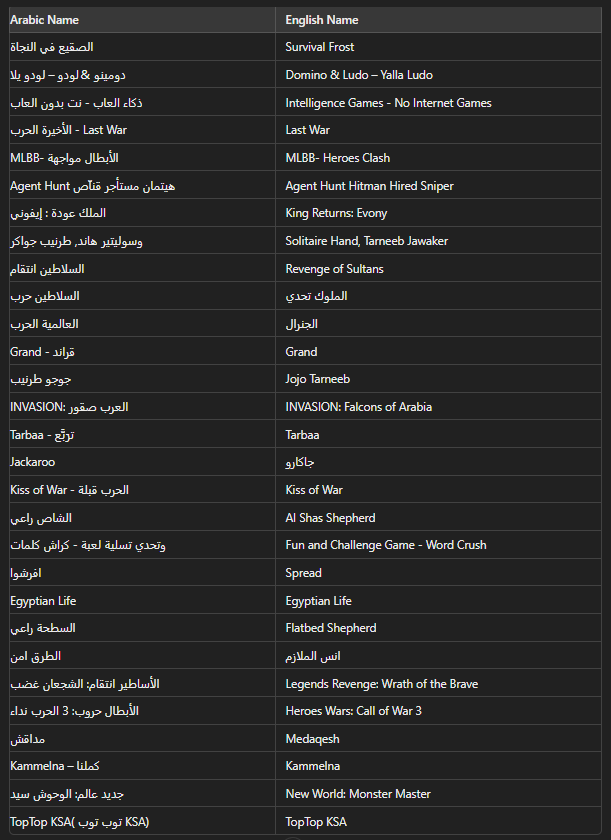 Arabic Name English Name
الصقيع في النجاة Survival Frost
دومينو & لودو – لودو يلا Domino & Ludo – Yalla Ludo
ذكاء العاب - نت بدون العاب Intelligence Games - No Internet Games
الأخيرة الحرب - Last War Last War
MLBB- الأبطال مواجهة MLBB- Heroes Clash
Agent Hunt هيتمان مستأجر قنّاص Agent Hunt Hitman Hired Sniper
الملك عودة : إيفوني King Returns: Evony
وسوليتير هاند, طرنيب جواكر Solitaire Hand, Tarneeb Jawaker
السلاطين انتقام Revenge of Sultans
السلاطين حرب الملوك تحدي
العالمية الحرب الجنرال
Grand - قراند Grand
جوجو طرنيب Jojo Tarneeb
INVASION: العرب صقور INVASION: Falcons of Arabia
Tarbaa - تربَّع Tarbaa
Jackaroo جاكارو
Kiss of War - الحرب قبلة Kiss of War
الشاص راعي Al Shas Shepherd
وتحدي تسلية لعبة - كراش كلمات Fun and Challenge Game - Word Crush
افرشوا Spread
Egyptian Life Egyptian Life
السطحة راعي Flatbed Shepherd
الطرق امن انس الملازم
الأساطير انتقام: الشجعان غضب Legends Revenge: Wrath of the Brave
الأبطال حروب: 3 الحرب نداء Heroes Wars: Call of War 3
مداقش Medaqesh
Kammelna – كملنا Kammelna
جديد عالم: الوحوش سيد New World: Monster Master
TopTop KSA( توب توب KSA) TopTop KSA